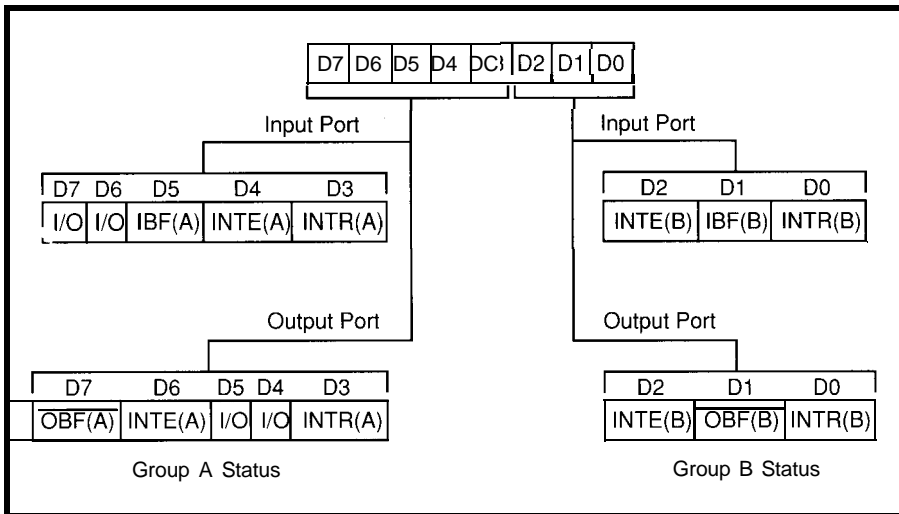 D7 D6 D5 D4 D2 D1 D0
Input Port Input Port
D7 D6 D5 D4 D3 D2 D1 D0
I/O I/O IBF(A) INTE(A) INTR(A) INTE(B) IBF(B) INTR(B)
Output Port Output Port
D7 D6 D5 D4 D3 D2 D1 D0
OBF(A) INTE(A) I/O I/O INTR(A) INTE(B) OBF(B) INTR(B)
Group A Status Group B Status